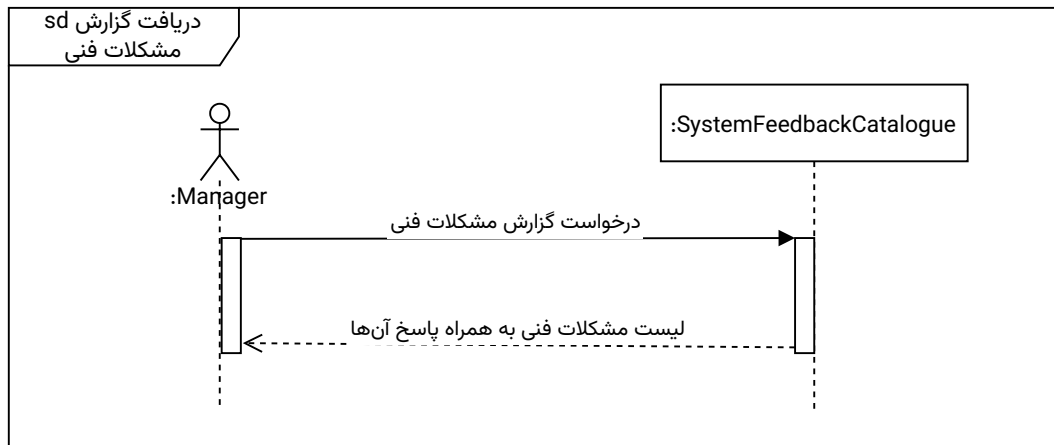 sd دریافت گزارش
مشکلات فنی
:SystemFeedbackCatalogue
:Manager
درخواست گزارش مشکلات فنی
لیست مشکلات فنی به همراه پاسخ آن‌ها